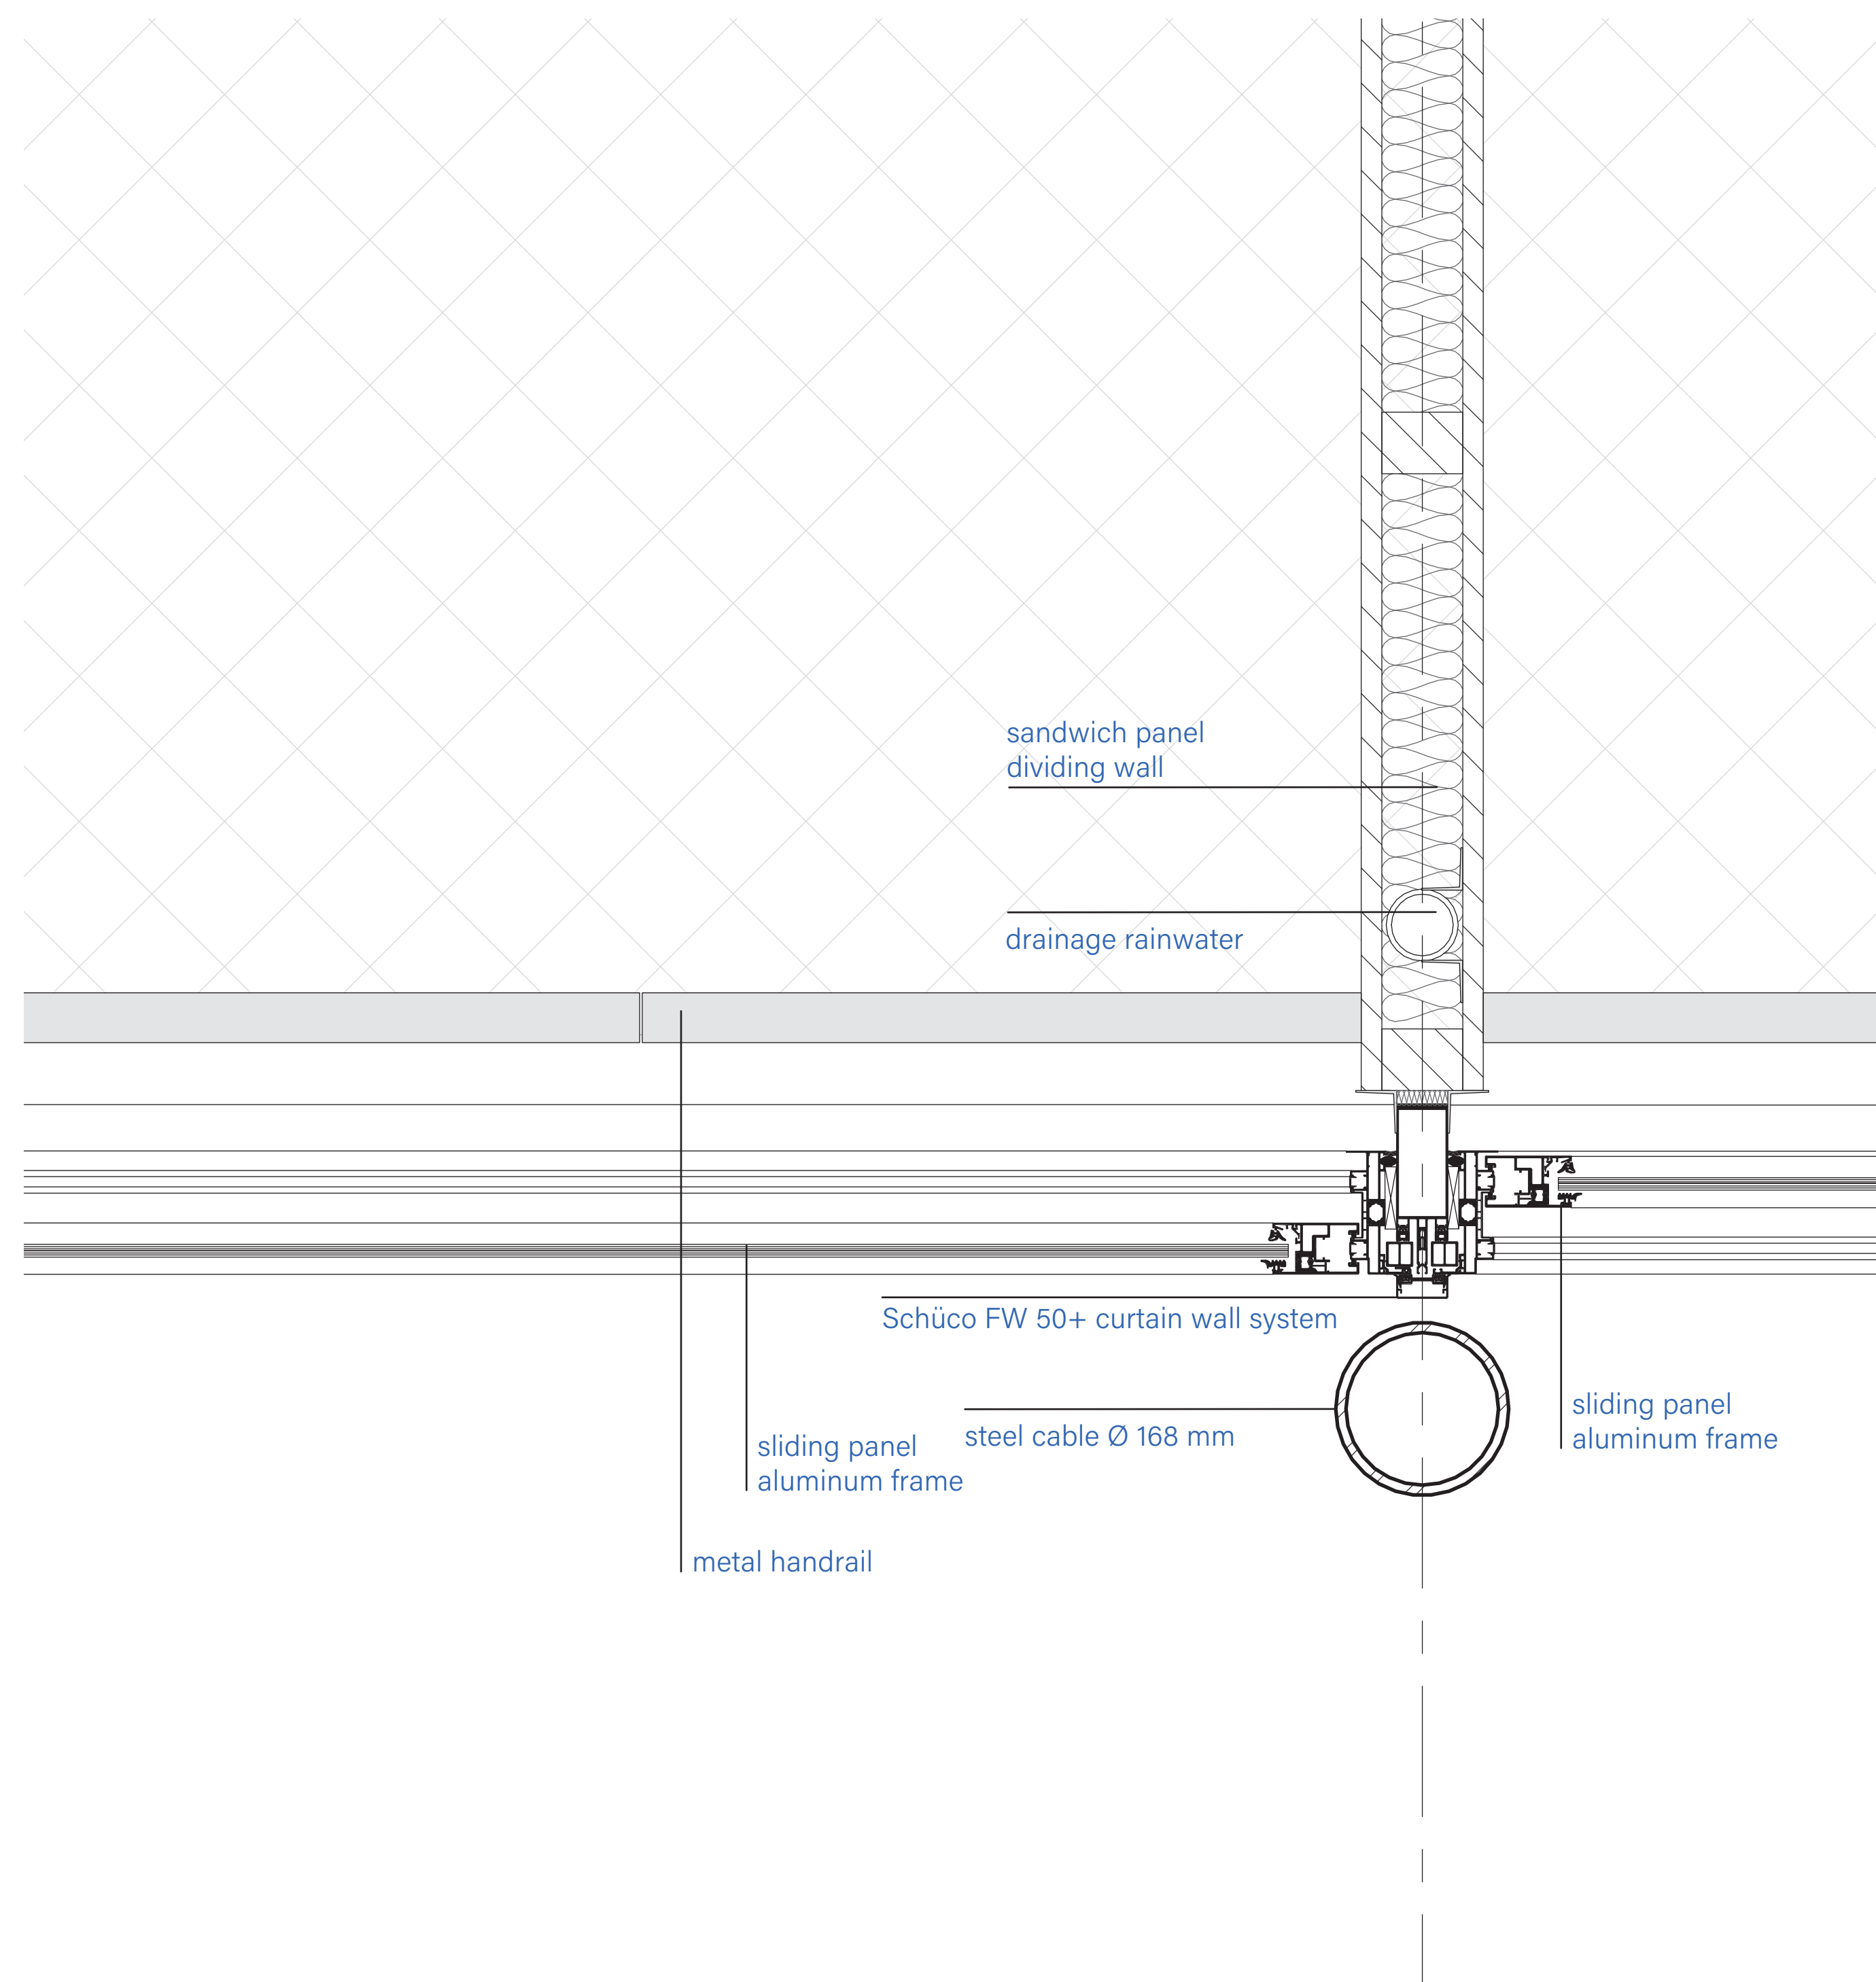 sandwich panel
dividing wall
drainage rainwater
Schüco FW 50+ curtain wall system
sliding panel
aluminum frame
steel cable Ø 168 mm
sliding panel
aluminum frame
metal handrail